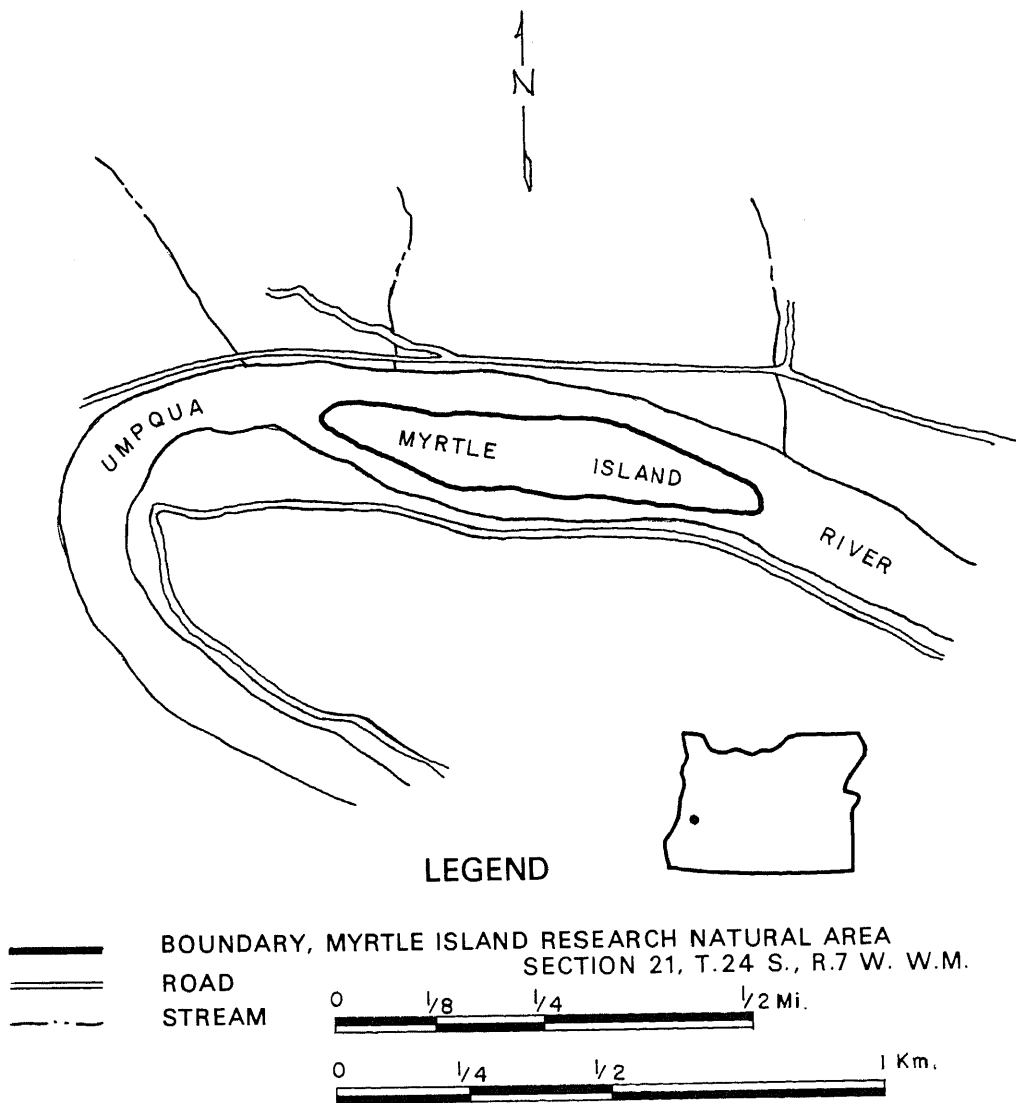 N
UMPQUA
MYRTLE ISLAND
RIVER
LEGEND
BOUNDARY, MYRTLE ISLAND RESEARCH NATURAL AREA
SECTION 21, T.24 S., R.7 W. W.M.
ROAD
STREAM
0 1/8 1/4 1/2 Mi.
0 1/4 1/2 1 Km.